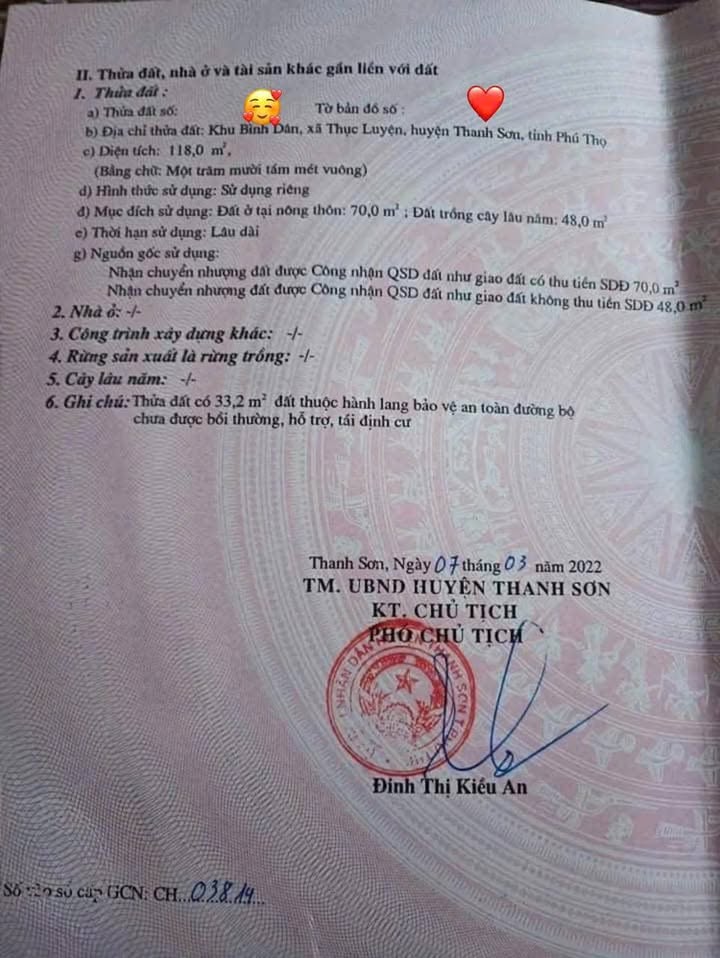 II. Thửa đất, nhà ở và tài sản khác gắn liền với đất
1. Thửa đất :
a) Thửa đất số: Tờ bản đồ số :
b) Địa chỉ thửa đất: Khu Bình Dân, xã Thục Luyện, huyện Thanh Sơn, tỉnh Phú Thọ
c) Diện tích: 118,0 m²,
(Bằng chữ: Một trăm mười tám mét vuông)
d) Hình thức sử dụng: Sử dụng riêng
đ) Mục đích sử dụng: Đất ở tại nông thôn: 70,0 m² ; Đất trồng cây lâu năm: 48,0 m²
e) Thời hạn sử dụng: Lâu dài
g) Nguồn gốc sử dụng:
Nhận chuyển nhượng đất được Công nhận QSD đất như giao đất có thu tiền SDĐ 70,0 m²
Nhận chuyển nhượng đất được Công nhận QSD đất như giao đất không thu tiền SDĐ 48,0 m²
2. Nhà ở: -/-
3. Công trình xây dựng khác: -/-
4. Rừng sản xuất là rừng trồng: -/-
5. Cây lâu năm: -/-
6. Ghi chú: Thửa đất có 33,2 m² đất thuộc hành lang bảo vệ an toàn đường bộ
chưa được bồi thường, hỗ trợ, tái định cư
Thanh Sơn, Ngày 07 tháng 03 năm 2022
TM. UBND HUYỆN THANH SƠN
KT. CHỦ TỊCH
PHÓ CHỦ TỊCH
Đinh Thị Kiều An
Số vào sổ cấp GCN: CH...03814...